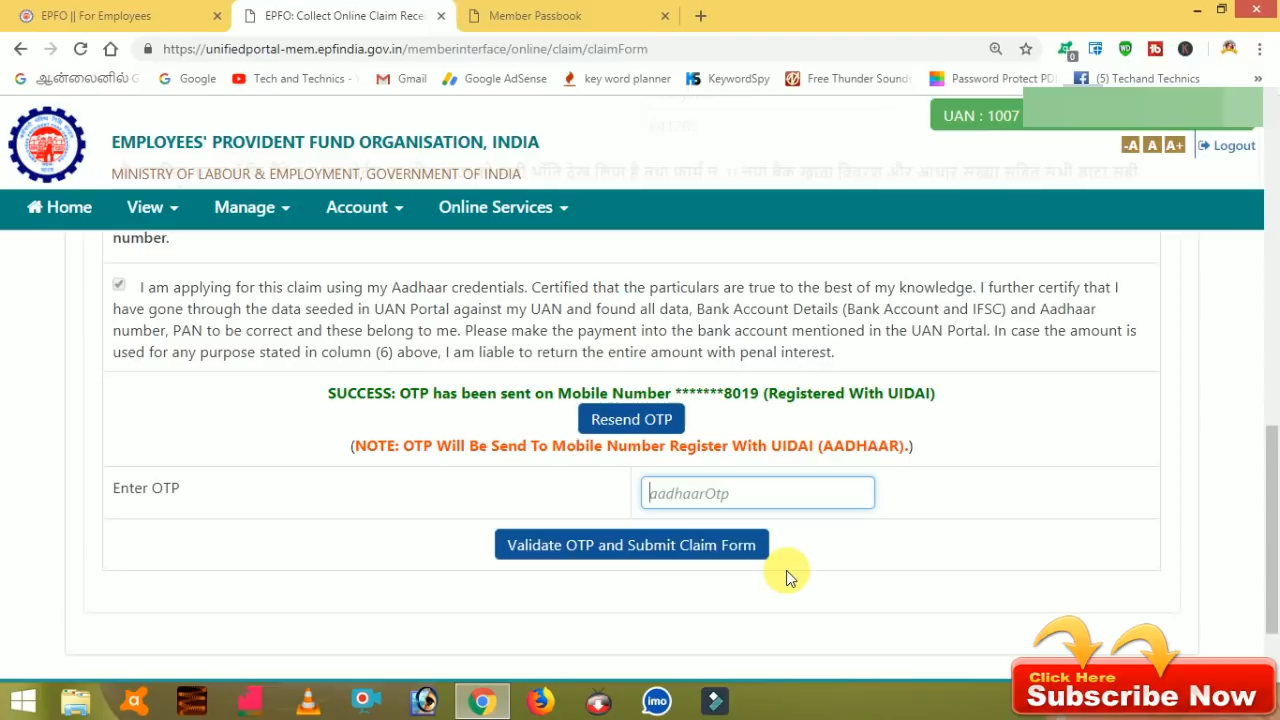 EPFO || For Employees
EPFO: Collect Online Claim Rece
Member Passbook
https://unifiedportal-mem.epfindia.gov.in/memberinterface/online/claim/claimForm
0
WD
K
ஆன்லைனில்
Google
Tech and Technics -
Gmail
Google AdSense
key word planner
KeywordSpy
Free Thunder Sound
Password Protect PD
(5) Techand Technics
»
UAN : 1007
EMPLOYEES' PROVIDENT FUND ORGANISATION, INDIA
-A A A+ Logout
MINISTRY OF LABOUR & EMPLOYMENT, GOVERNMENT OF INDIA
Home View Manage Account Online Services
number.
I am applying for this claim using my Aadhaar credentials. Certified that the particulars are true to the best of my knowledge. I further certify that I
have gone through the data seeded in UAN Portal against my UAN and found all data, Bank Account Details (Bank Account and IFSC) and Aadhaar
number, PAN to be correct and these belong to me. Please make the payment into the bank account mentioned in the UAN Portal. In case the amount is
used for any purpose stated in column (6) above, I am liable to return the entire amount with penal interest.
SUCCESS: OTP has been sent on Mobile Number *******8019 (Registered With UIDAI)
Resend OTP
(NOTE: OTP Will Be Send To Mobile Number Register With UIDAI (AADHAAR).)
Enter OTP
aadhaarOtp
Validate OTP and Submit Claim Form
Click Here
Subscribe Now
imo